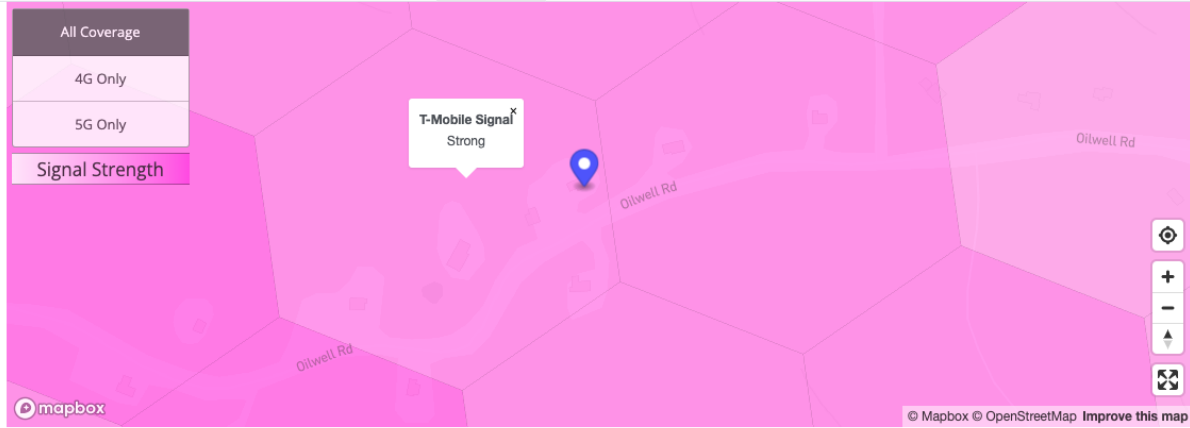 All Coverage
4G Only
5G Only
Signal Strength
T-Mobile Signal
×
Strong
Oilwell Rd
Oilwell Rd
Oilwell Rd
mapbox
© Mapbox © OpenStreetMap Improve this map